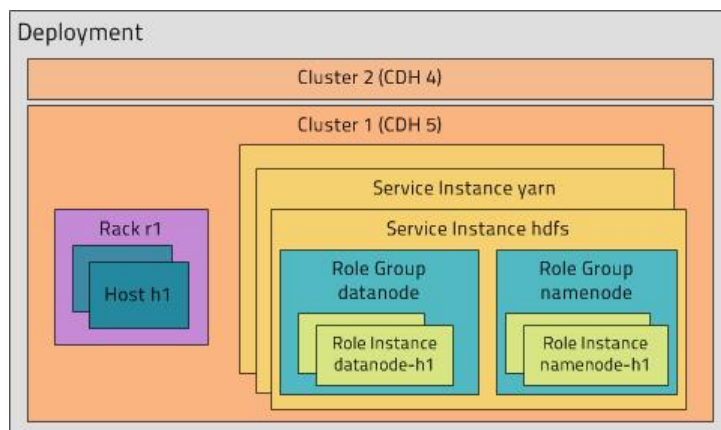 Deployment
Cluster 2 (CDH 4)
Cluster 1 (CDH 5)
Service Instance yarn
Service Instance hdfs
Rack r1
Host h1
Role Group
datanode
Role Instance
datanode-h1
Role Group
namenode
Role Instance
namenode-h1